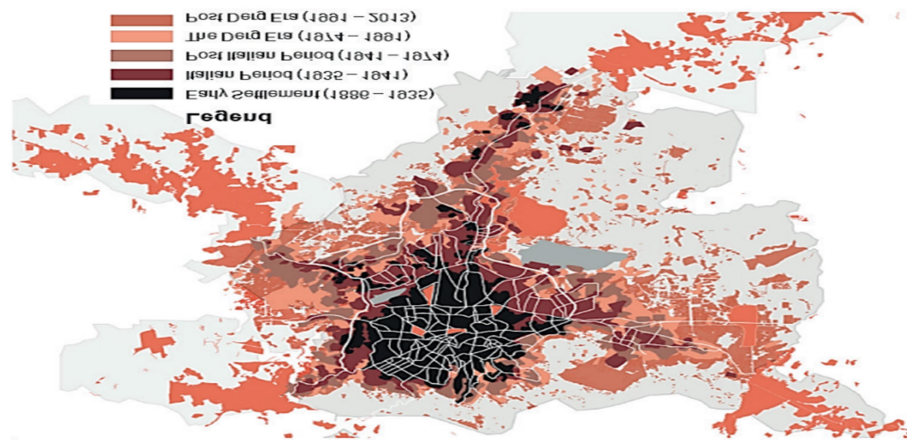 Legend
Early Settlement (1886 – 1935)
Italian Period (1935 – 1941)
Post Italian Period (1941 – 1974)
The Derg Era (1974 – 1991)
Post Derg Era (1991 – 2013)